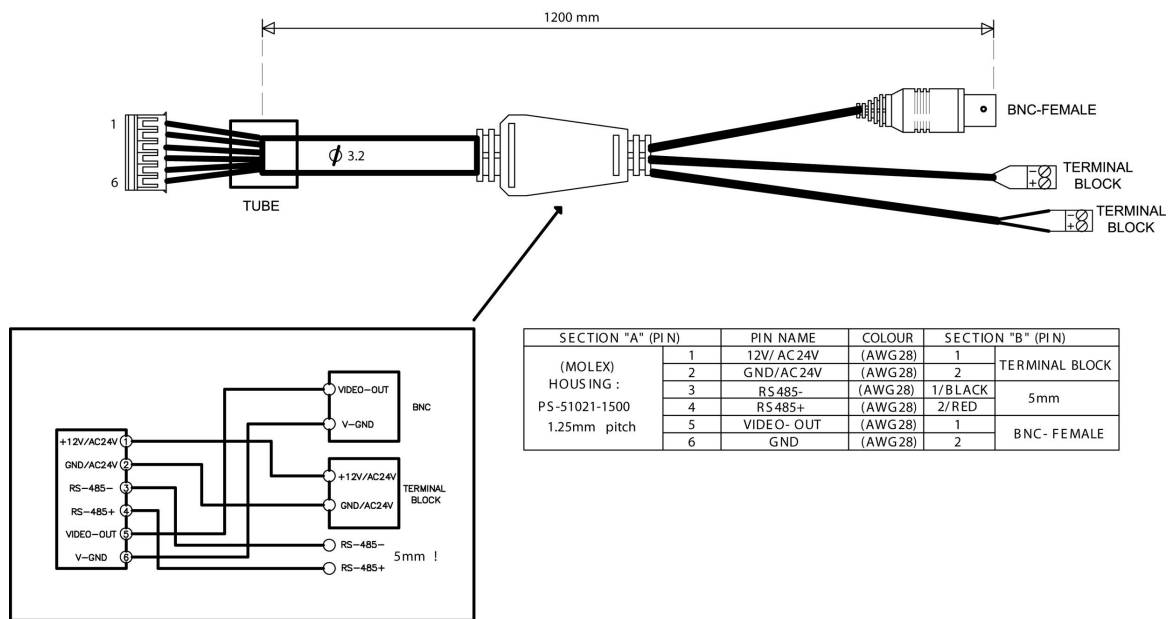 1200 mm
BNC-FEMALE
1
6
Φ 3.2
TUBE
− TERMINAL
+ BLOCK
− TERMINAL
+ BLOCK
SECTION "A" (PIN) PIN NAME COLOUR SECTION "B" (PIN)
(MOLEX)
HOUSING :
PS-51021-1500
1.25mm pitch
1 12V/ AC24V (AWG28) 1
2 GND/AC24V (AWG28) 2
TERMINAL BLOCK
3 RS485- (AWG28) 1/BLACK
4 RS485+ (AWG28) 2/RED
5mm
5 VIDEO- OUT (AWG28) 1
6 GND (AWG28) 2
BNC- FEMALE
VIDEO-OUT
BNC
V-GND
+12V/AC24V 1
GND/AC24V 2
RS-485- 3
RS-485+ 4
VIDEO-OUT 5
V-GND 6
+12V/AC24V
TERMINAL
BLOCK
GND/AC24V
RS-485-
5mm !
RS-485+